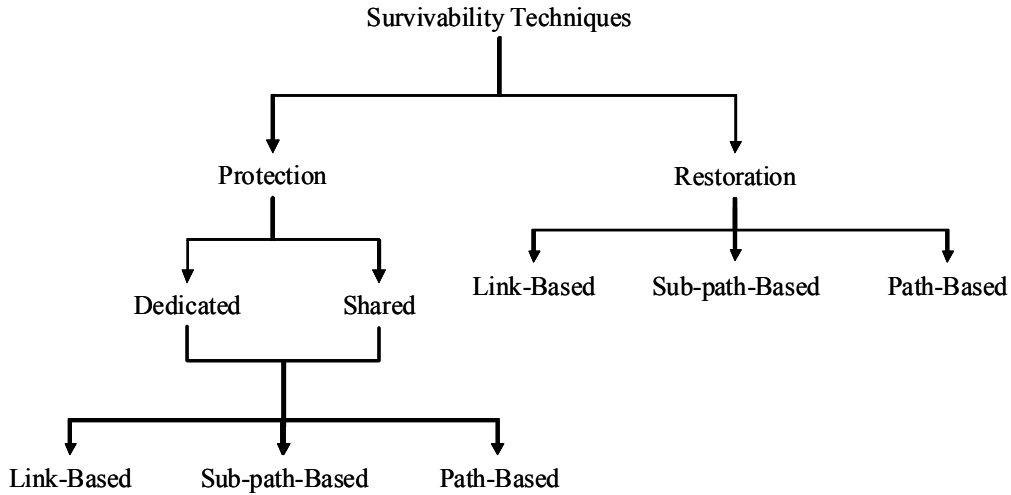 Survivability Techniques
Protection
Restoration
Link-Based
Sub-path-Based
Path-Based
Dedicated
Shared
Link-Based
Sub-path-Based
Path-Based